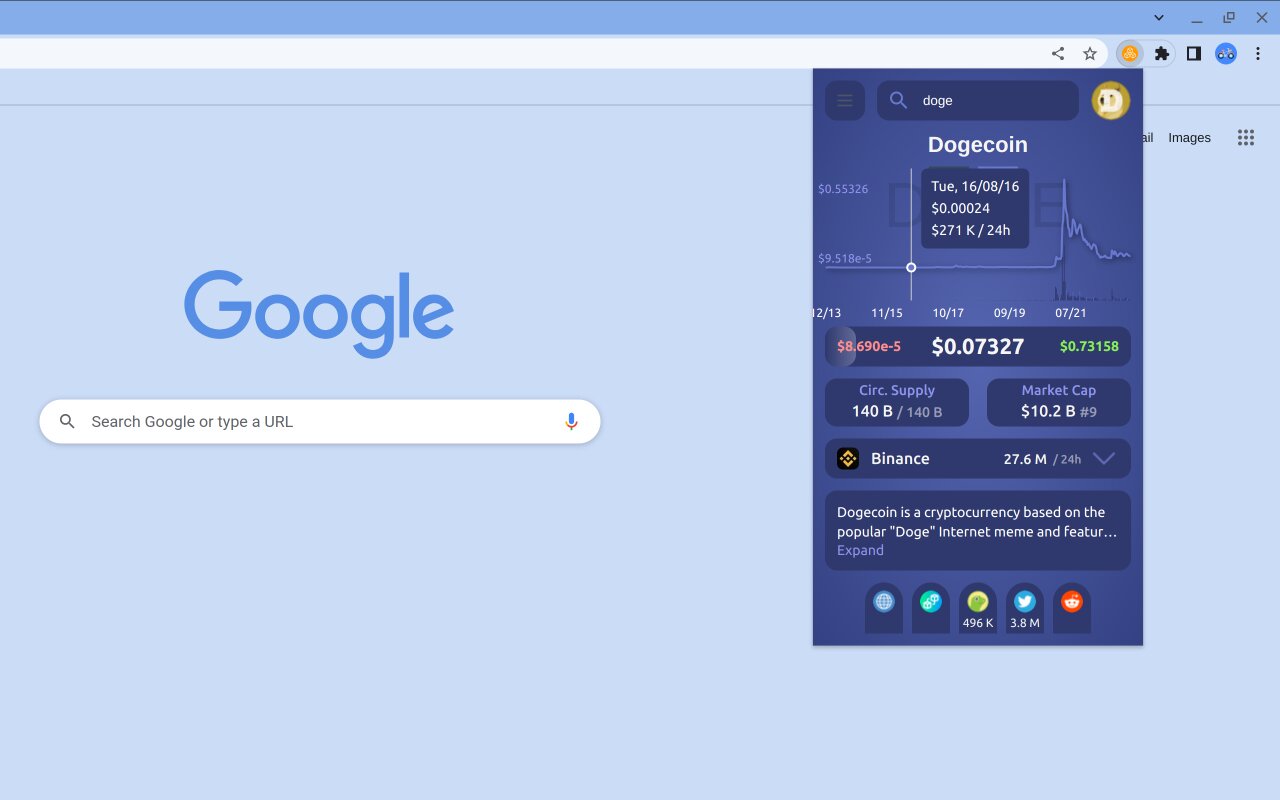 doge
ail Images
Dogecoin
$0.55326
Tue, 16/08/16
$0.00024
$271 K / 24h
$9.518e-5
12/13 11/15 10/17 09/19 07/21
$8.690e-5 $0.07327 $0.73158
Circ. Supply Market Cap
140 B / 140 B $10.2 B #9
Binance 27.6 M / 24h
Dogecoin is a cryptocurrency based on the
popular "Doge" Internet meme and featur…
Expand
496 K 3.8 M
Google
Search Google or type a URL